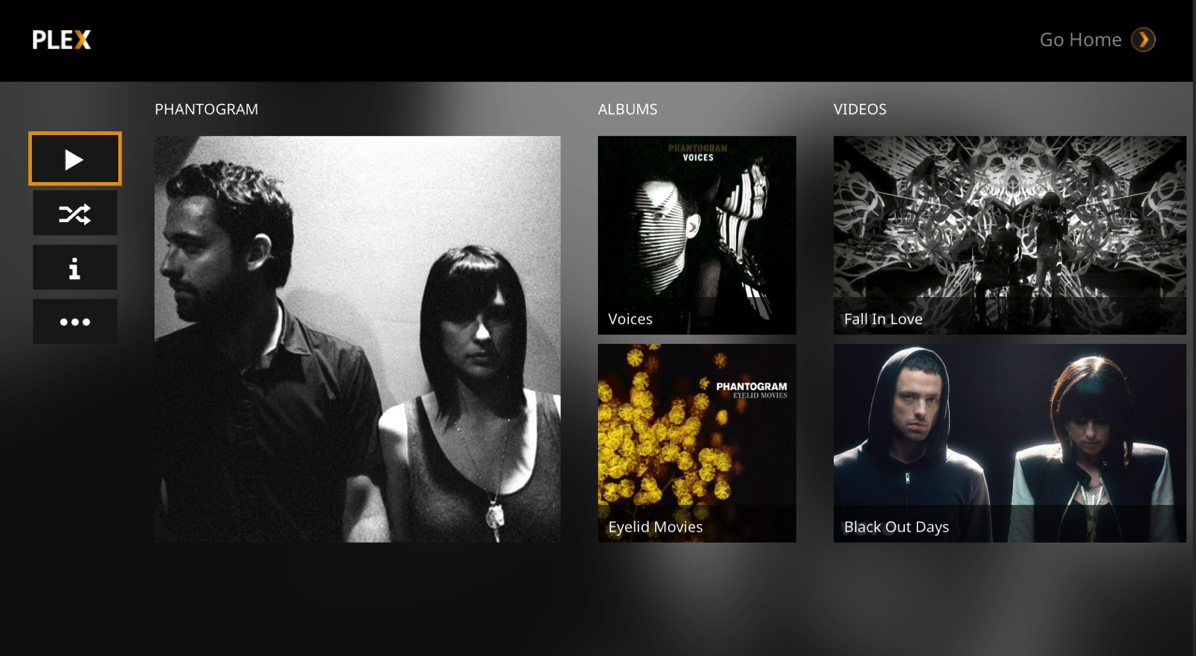 PLEX
Go Home
PHANTOGRAM
ALBUMS
VIDEOS
PHANTOGRAM
VOICES
Voices
Fall In Love
PHANTOGRAM
EYELID MOVIES
Eyelid Movies
Black Out Days